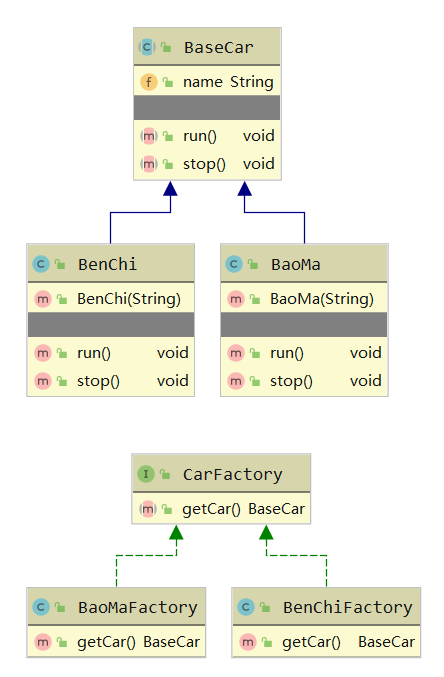 BaseCar
name String
run() void
stop() void
BenChi
BenChi(String)
run() void
stop() void
BaoMa
BaoMa(String)
run() void
stop() void
CarFactory
getCar() BaseCar
BaoMaFactory
getCar() BaseCar
BenChiFactory
getCar() BaseCar